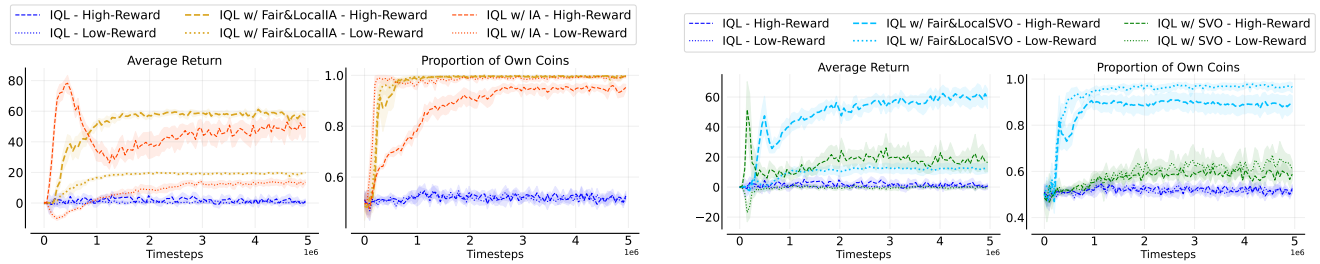 IQL - High-Reward
IQL w/ Fair&LocalIA - High-Reward
IQL w/ IA - High-Reward
IQL - Low-Reward
IQL w/ Fair&LocalIA - Low-Reward
IQL w/ IA - Low-Reward
Average Return
80
60
40
20
0
0 1 2 3 4 5
Timesteps
1e6
Proportion of Own Coins
1.0
0.8
0.6
0 1 2 3 4 5
Timesteps
1e6
IQL - High-Reward
IQL w/ Fair&LocalSVO - High-Reward
IQL w/ SVO - High-Reward
IQL - Low-Reward
IQL w/ Fair&LocalSVO - Low-Reward
IQL w/ SVO - Low-Reward
Average Return
60
40
20
0
−20
0 1 2 3 4 5
Timesteps
1e6
Proportion of Own Coins
1.0
0.8
0.6
0.4
0 1 2 3 4 5
Timesteps
1e6